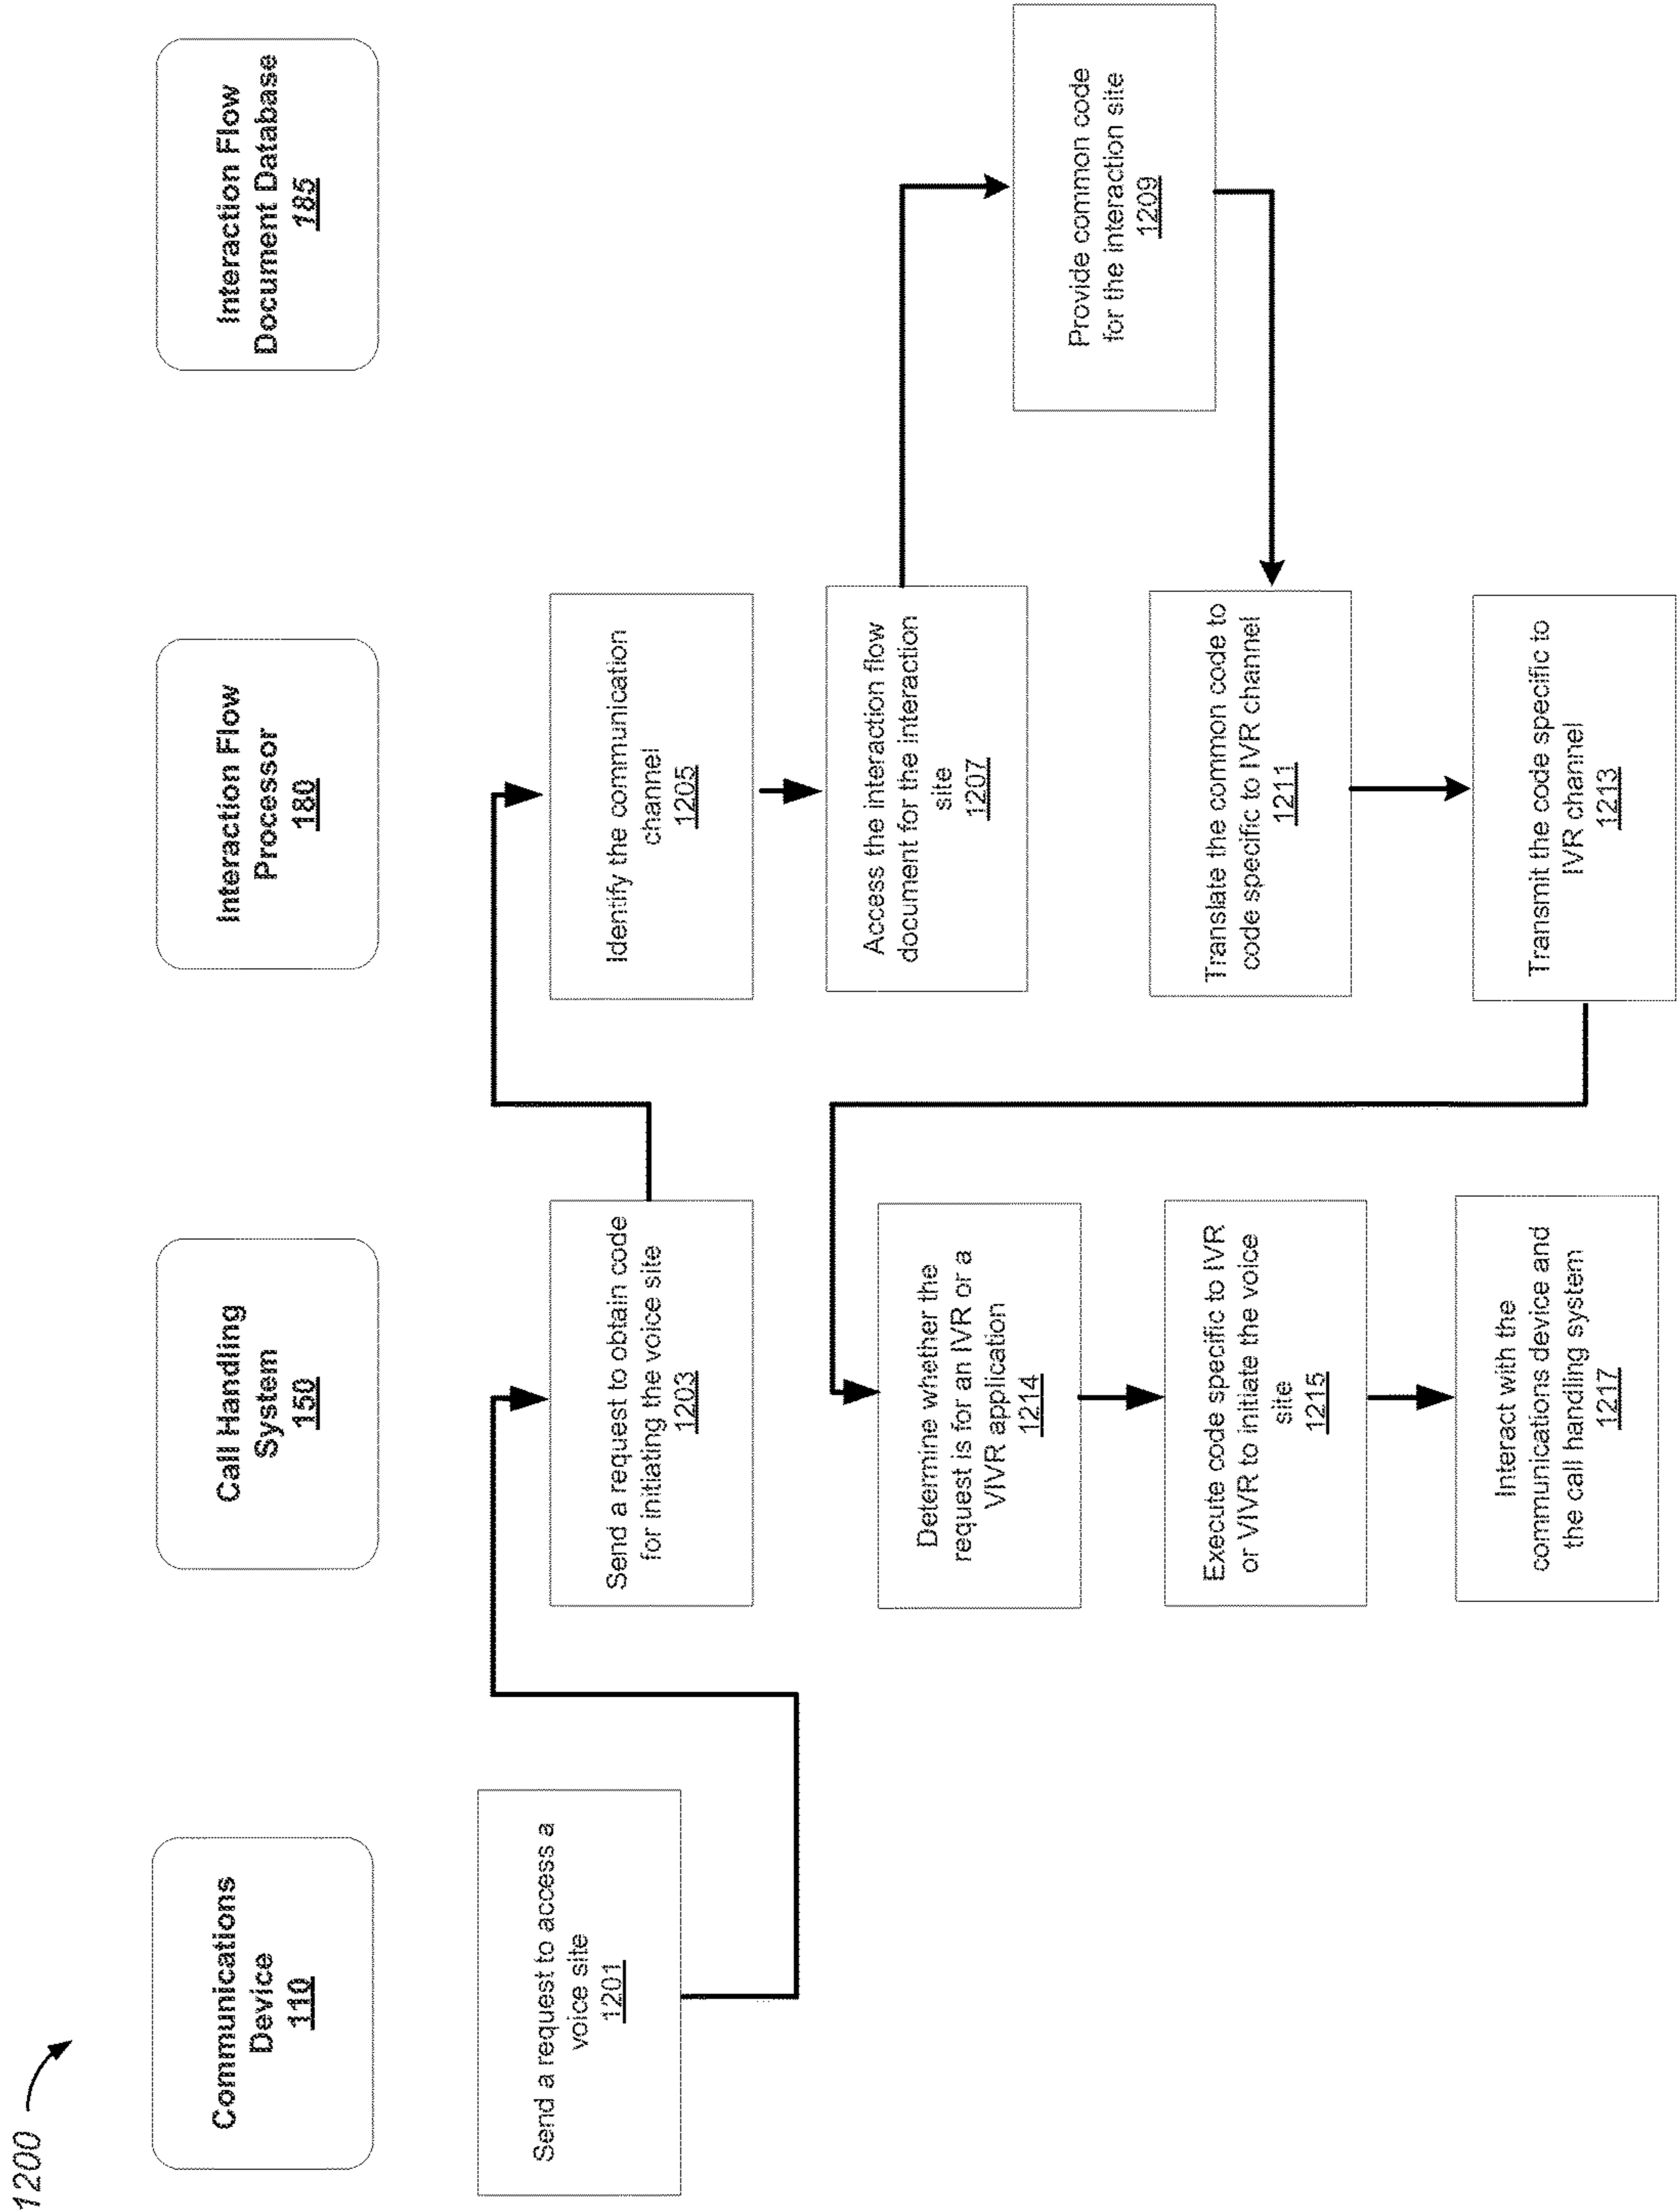 1200
Communications
Device
110
Call Handling
System
150
Interaction Flow
Processor
180
Interaction Flow
Document Database
185
Send a request to access a
voice site
1201
Send a request to obtain code
for initiating the voice site
1203
Identify the communication
channel
1205
Access the interaction flow
document for the interaction
site
1207
Provide common code
for the interaction site
1209
Translate the common code to
code specific to IVR channel
1211
Transmit the code specific to
IVR channel
1213
Determine whether the
request is for an IVR or a
VIVR application
1214
Execute code specific to IVR
or VIVR to initiate the voice
site
1215
Interact with the
communications device and
the call handling system
1217